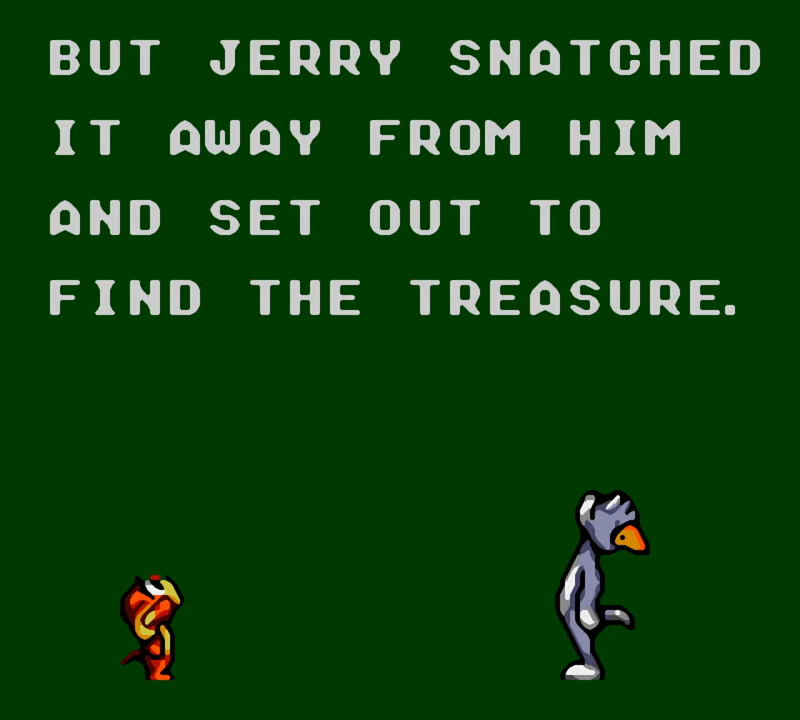 BUT JERRY SNATCHED
IT AWAY FROM HIM
AND SET OUT TO
FIND THE TREASURE.